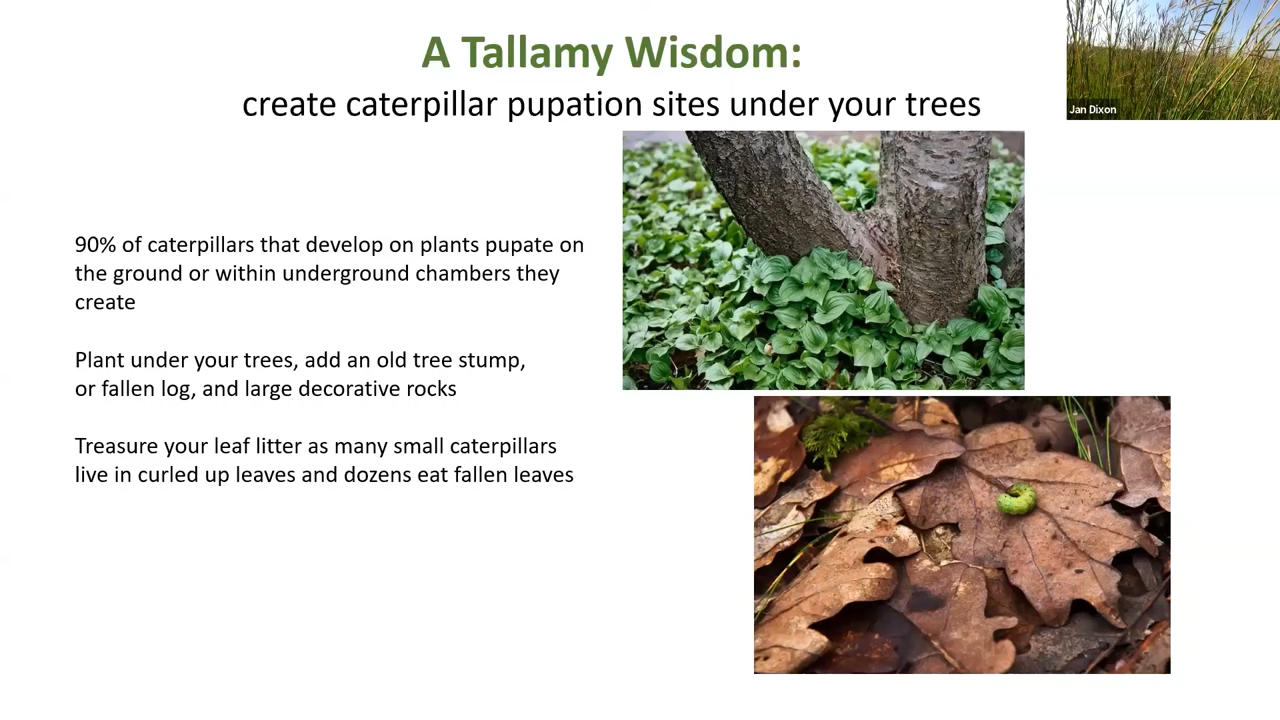 A Tallamy Wisdom:
create caterpillar pupation sites under your trees
Jan Dixon
90% of caterpillars that develop on plants pupate on
the ground or within underground chambers they
create
Plant under your trees, add an old tree stump,
or fallen log, and large decorative rocks
Treasure your leaf litter as many small caterpillars
live in curled up leaves and dozens eat fallen leaves